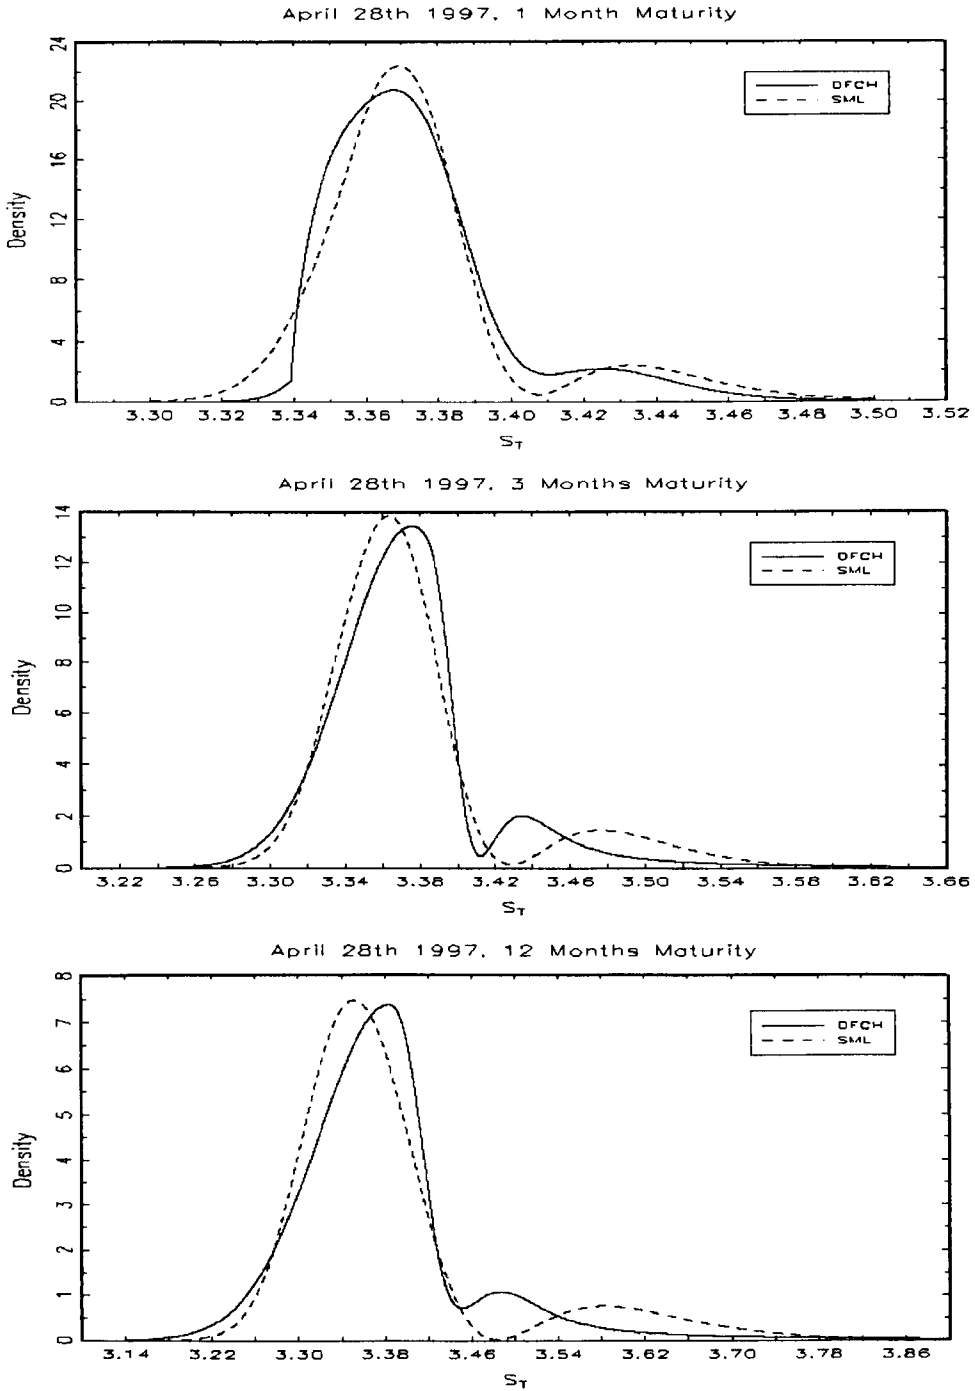 April 28th 1997, 1 Month Maturity
24
20
16
12
8
4
0
Density
DFCH
SML
3.30 3.32 3.34 3.36 3.38 3.40 3.42 3.44 3.46 3.48 3.50 3.52
S_T
April 28th 1997, 3 Months Maturity
14
12
10
8
6
4
2
0
Density
DFCH
SML
3.22 3.26 3.30 3.34 3.38 3.42 3.46 3.50 3.54 3.58 3.62 3.66
S_T
April 28th 1997, 12 Months Maturity
8
7
6
5
4
3
2
1
0
Density
DFCH
SML
3.14 3.22 3.30 3.38 3.46 3.54 3.62 3.70 3.78 3.86
S_T